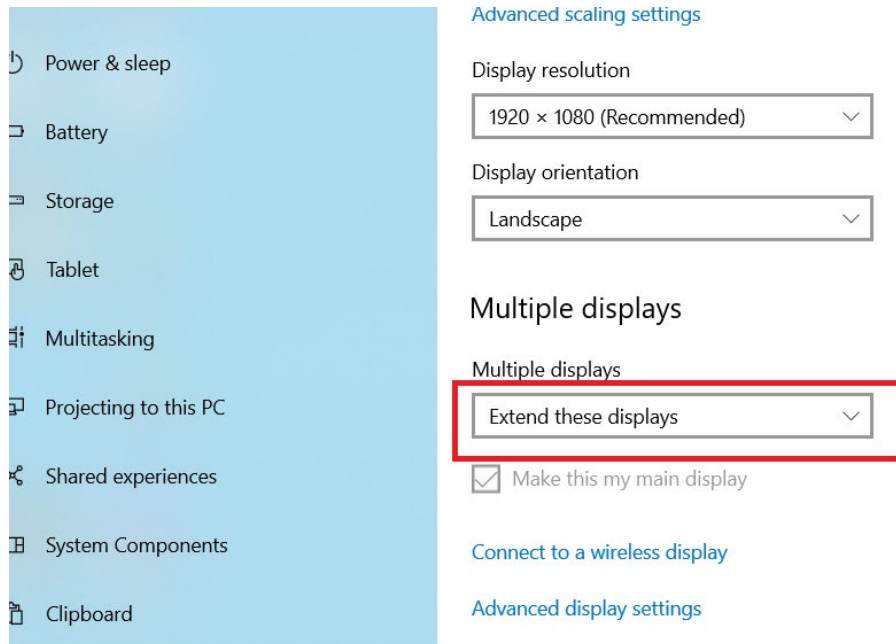 Power & sleep
Battery
Storage
Tablet
Multitasking
Projecting to this PC
Shared experiences
System Components
Clipboard
Advanced scaling settings
Display resolution
1920 × 1080 (Recommended)
Display orientation
Landscape
Multiple displays
Multiple displays
Extend these displays
Make this my main display
Connect to a wireless display
Advanced display settings